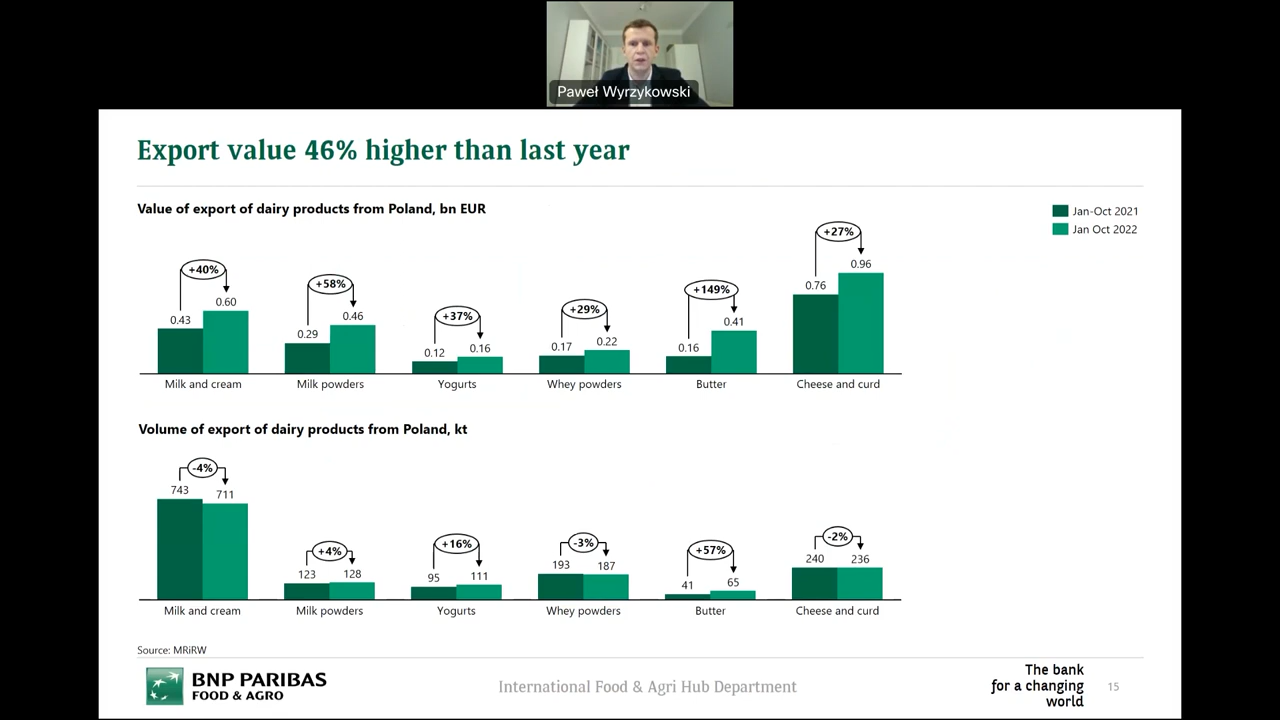 Paweł Wyrzykowski
Export value 46% higher than last year
Value of export of dairy products from Poland, bn EUR
Jan-Oct 2021
Jan Oct 2022
+40%
+58%
+37%
+29%
+149%
+27%
0.43
0.60
0.29
0.46
0.12
0.16
0.17
0.22
0.16
0.41
0.76
0.96
Milk and cream
Milk powders
Yogurts
Whey powders
Butter
Cheese and curd
Volume of export of dairy products from Poland, kt
-4%
+4%
+16%
-3%
+57%
-2%
743
711
123
128
95
111
193
187
41
65
240
236
Milk and cream
Milk powders
Yogurts
Whey powders
Butter
Cheese and curd
Source: MRiRW
BNP PARIBAS
FOOD & AGRO
International Food & Agri Hub Department
The bank
for a changing
world
15